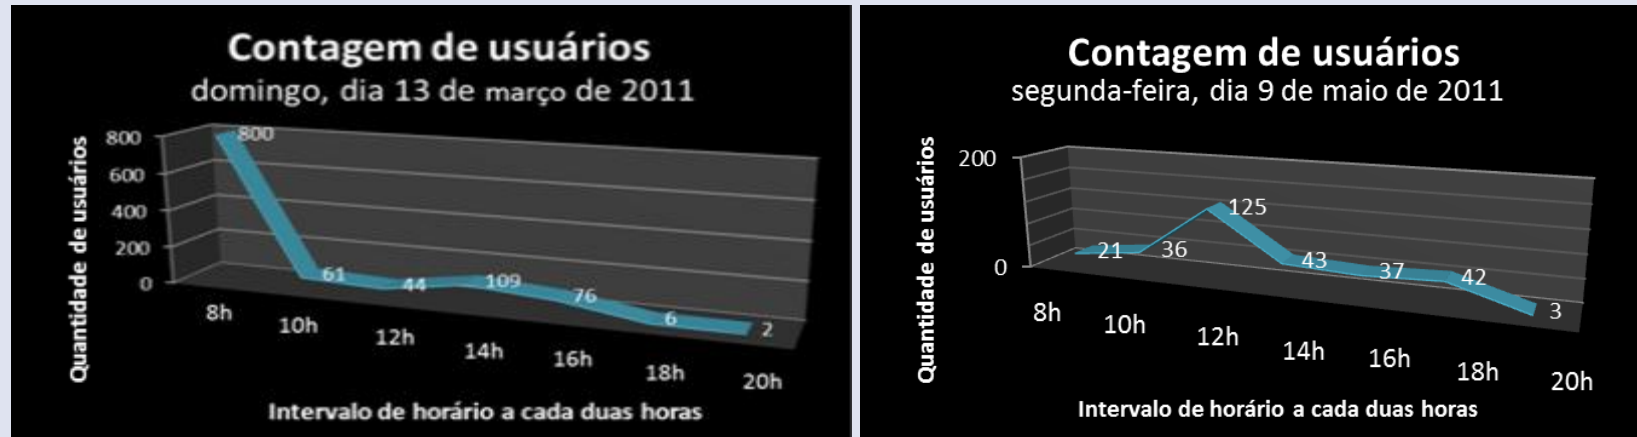 Contagem de usuários
domingo, dia 13 de março de 2011
Quantidade de usuários
800
600
400
200
0
800
61
44
109
76
6
2
8h
10h
12h
14h
16h
18h
20h
Intervalo de horário a cada duas horas
Contagem de usuários
segunda-feira, dia 9 de maio de 2011
Quantidade de usuários
200
0
21
36
125
43
37
42
3
8h
10h
12h
14h
16h
18h
20h
Intervalo de horário a cada duas horas